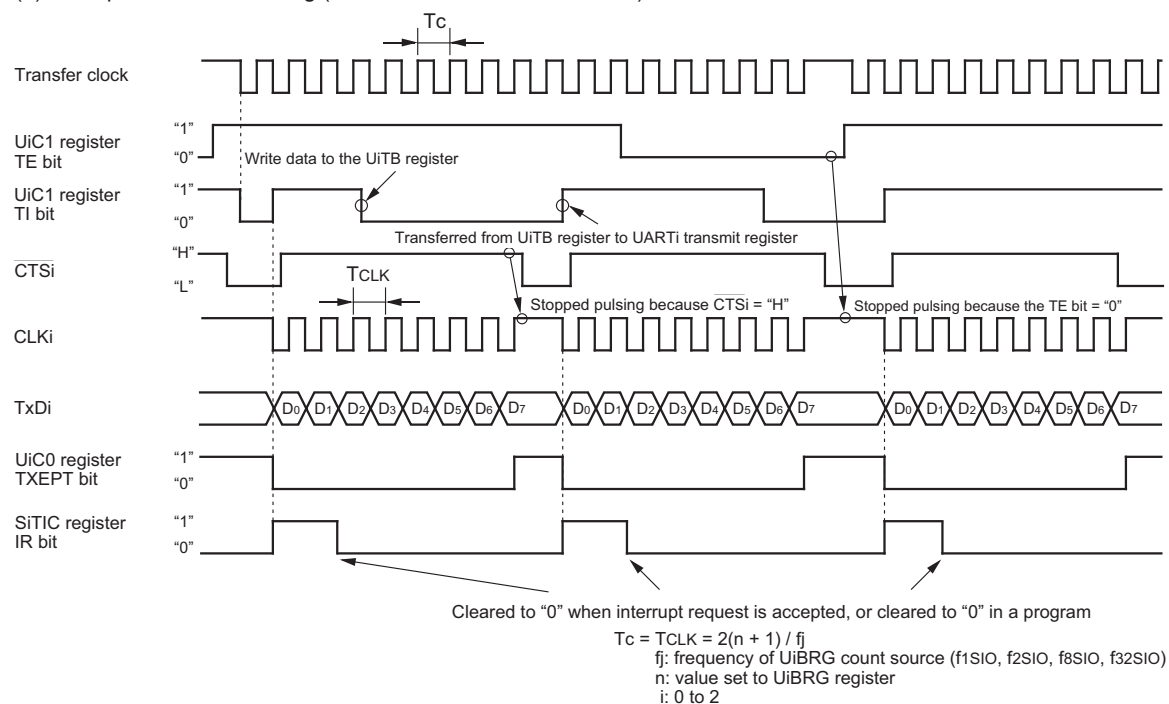 Tc
Transfer clock
UiC1 register
TE bit
"1"
"0"
Write data to the UiTB register
UiC1 register
TI bit
"1"
"0"
Transferred from UiTB register to UARTi transmit register
CTSi
"H"
"L"
TCLK
Stopped pulsing because CTSi = "H"
Stopped pulsing because the TE bit = "0"
CLKi
TxDi
D0 D1 D2 D3 D4 D5 D6 D7 D0 D1 D2 D3 D4 D5 D6 D7 D0 D1 D2 D3 D4 D5 D6 D7
UiC0 register
TXEPT bit
"1"
"0"
SiTIC register
IR bit
"1"
"0"
Cleared to "0" when interrupt request is accepted, or cleared to "0" in a program
Tc = TCLK = 2(n + 1) / fj
fj: frequency of UiBRG count source (f1SIO, f2SIO, f8SIO, f32SIO)
n: value set to UiBRG register
i: 0 to 2